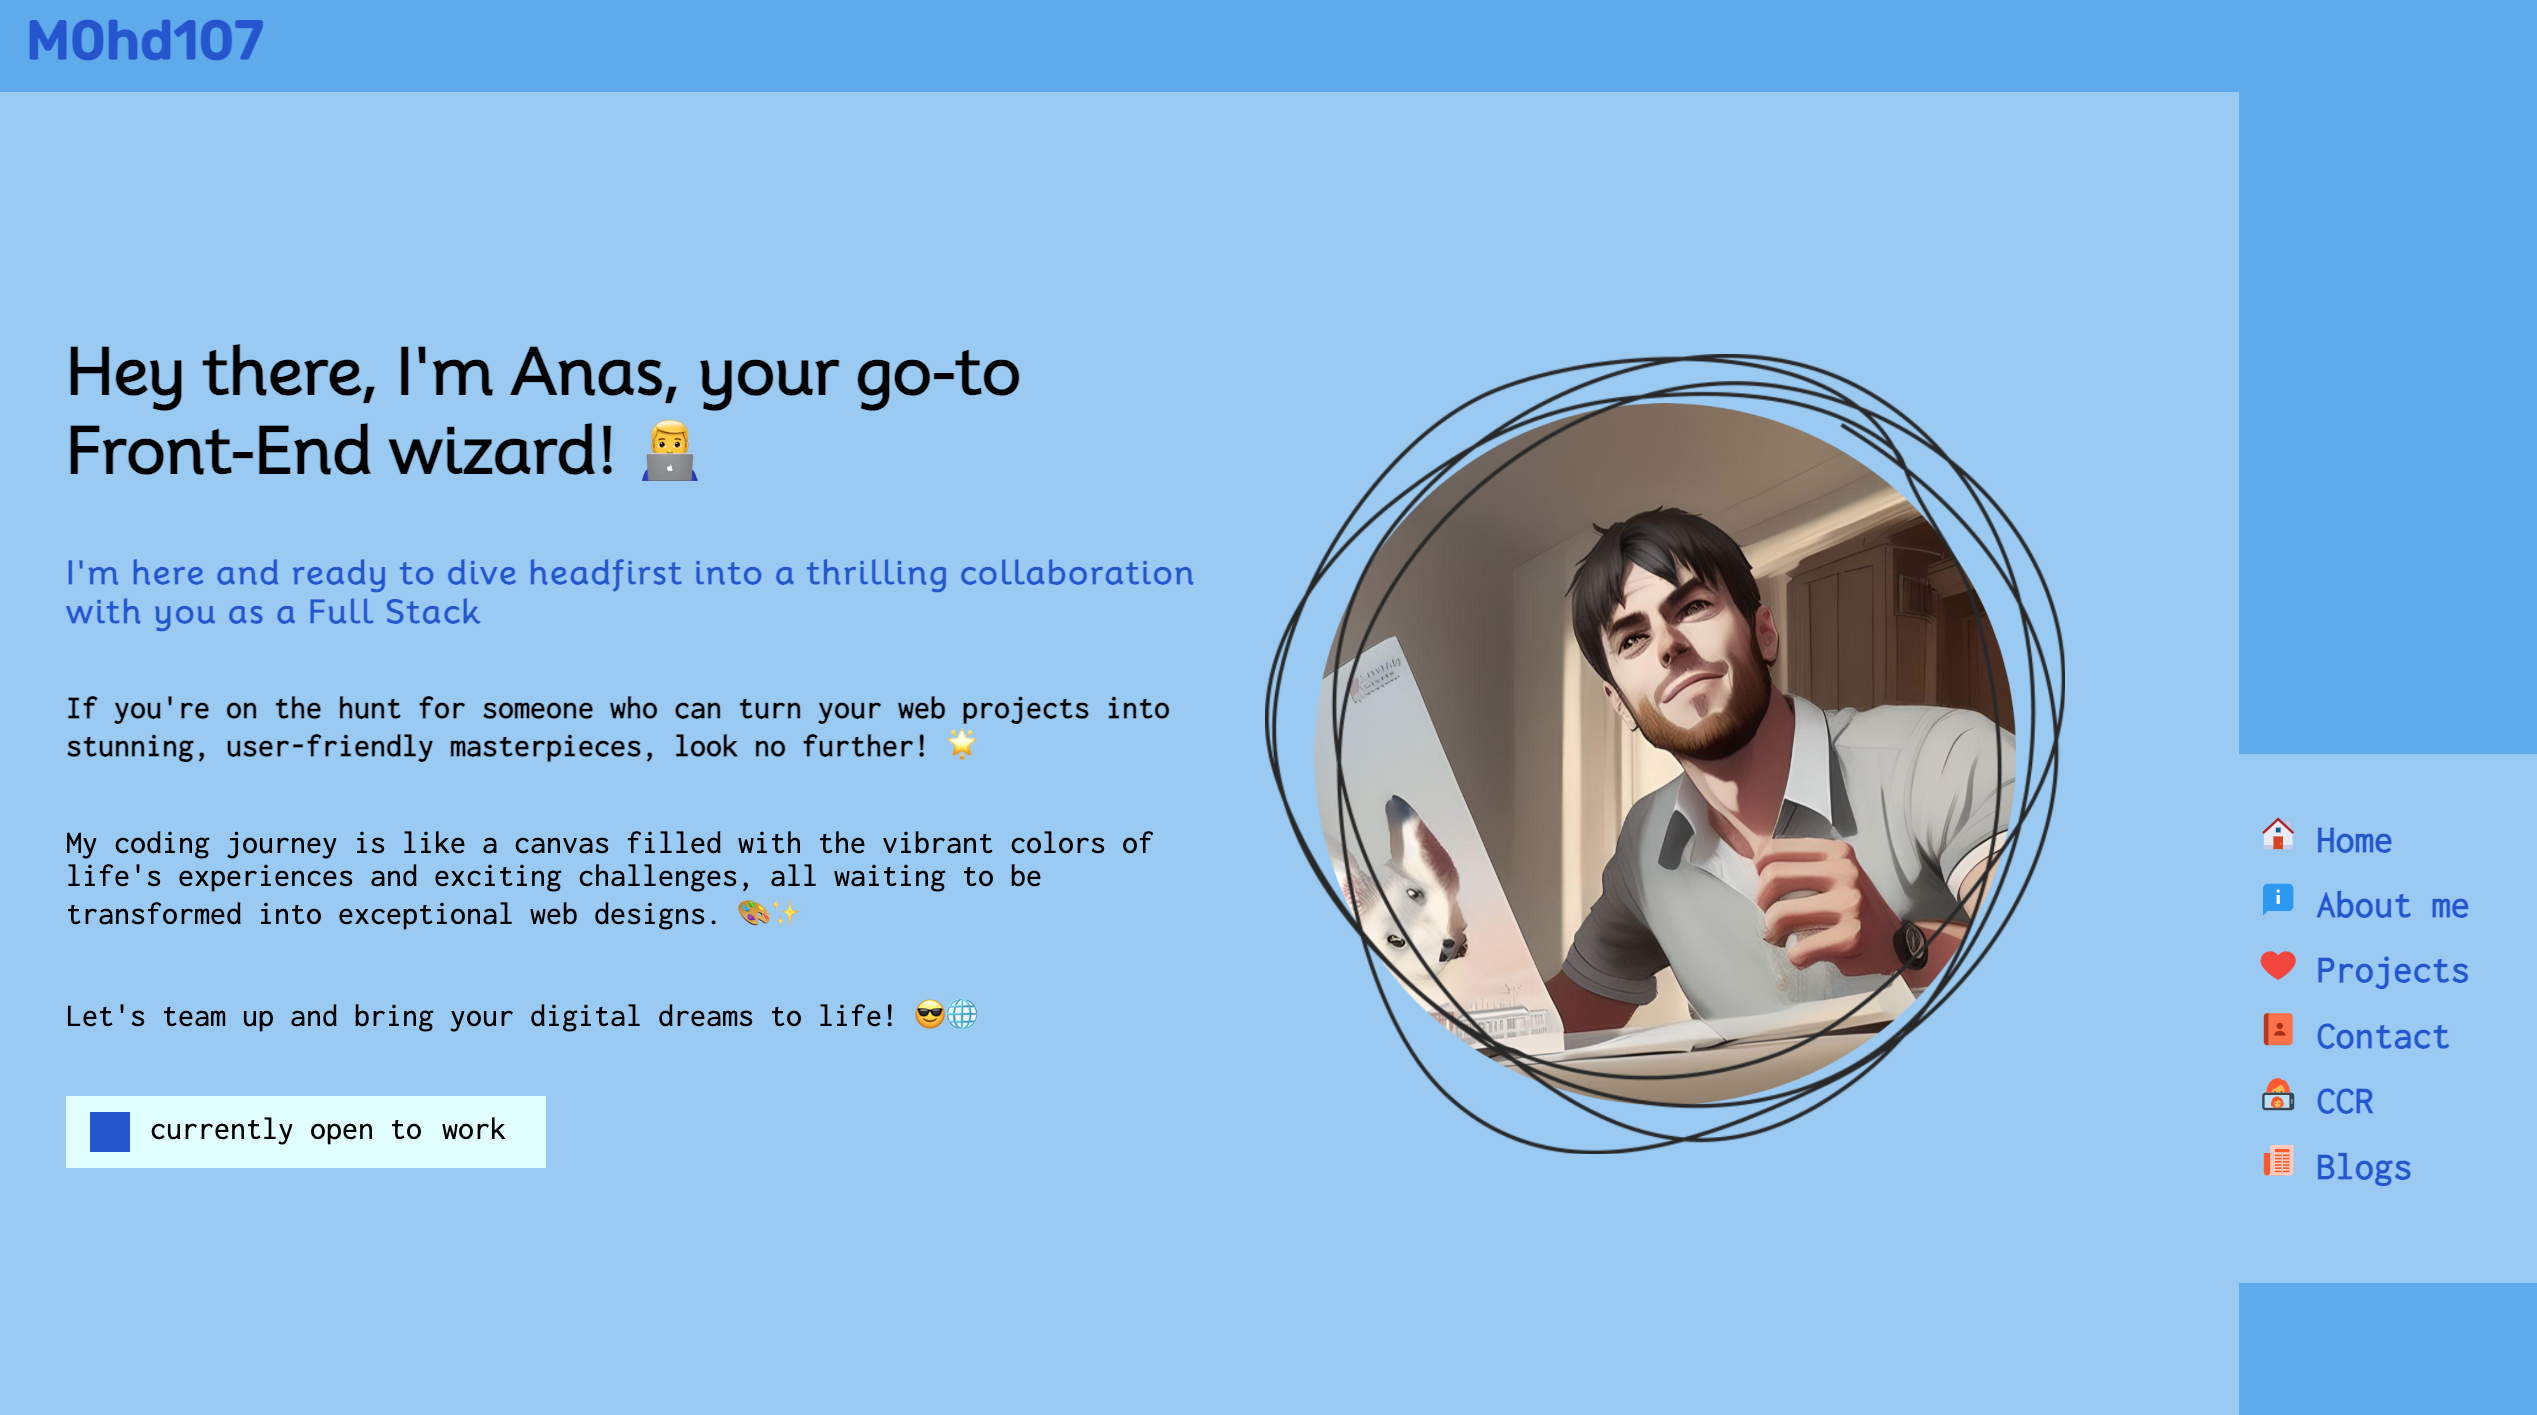 M0hd107
Hey there, I'm Anas, your go-to
Front-End wizard! 👨‍💻
I'm here and ready to dive headfirst into a thrilling collaboration
with you as a Full Stack
If you're on the hunt for someone who can turn your web projects into
stunning, user-friendly masterpieces, look no further! 🌟
My coding journey is like a canvas filled with the vibrant colors of
life's experiences and exciting challenges, all waiting to be
transformed into exceptional web designs. 🎨✨
Let's team up and bring your digital dreams to life! 😎🌐
currently open to work
Home
About me
Projects
Contact
CCR
Blogs